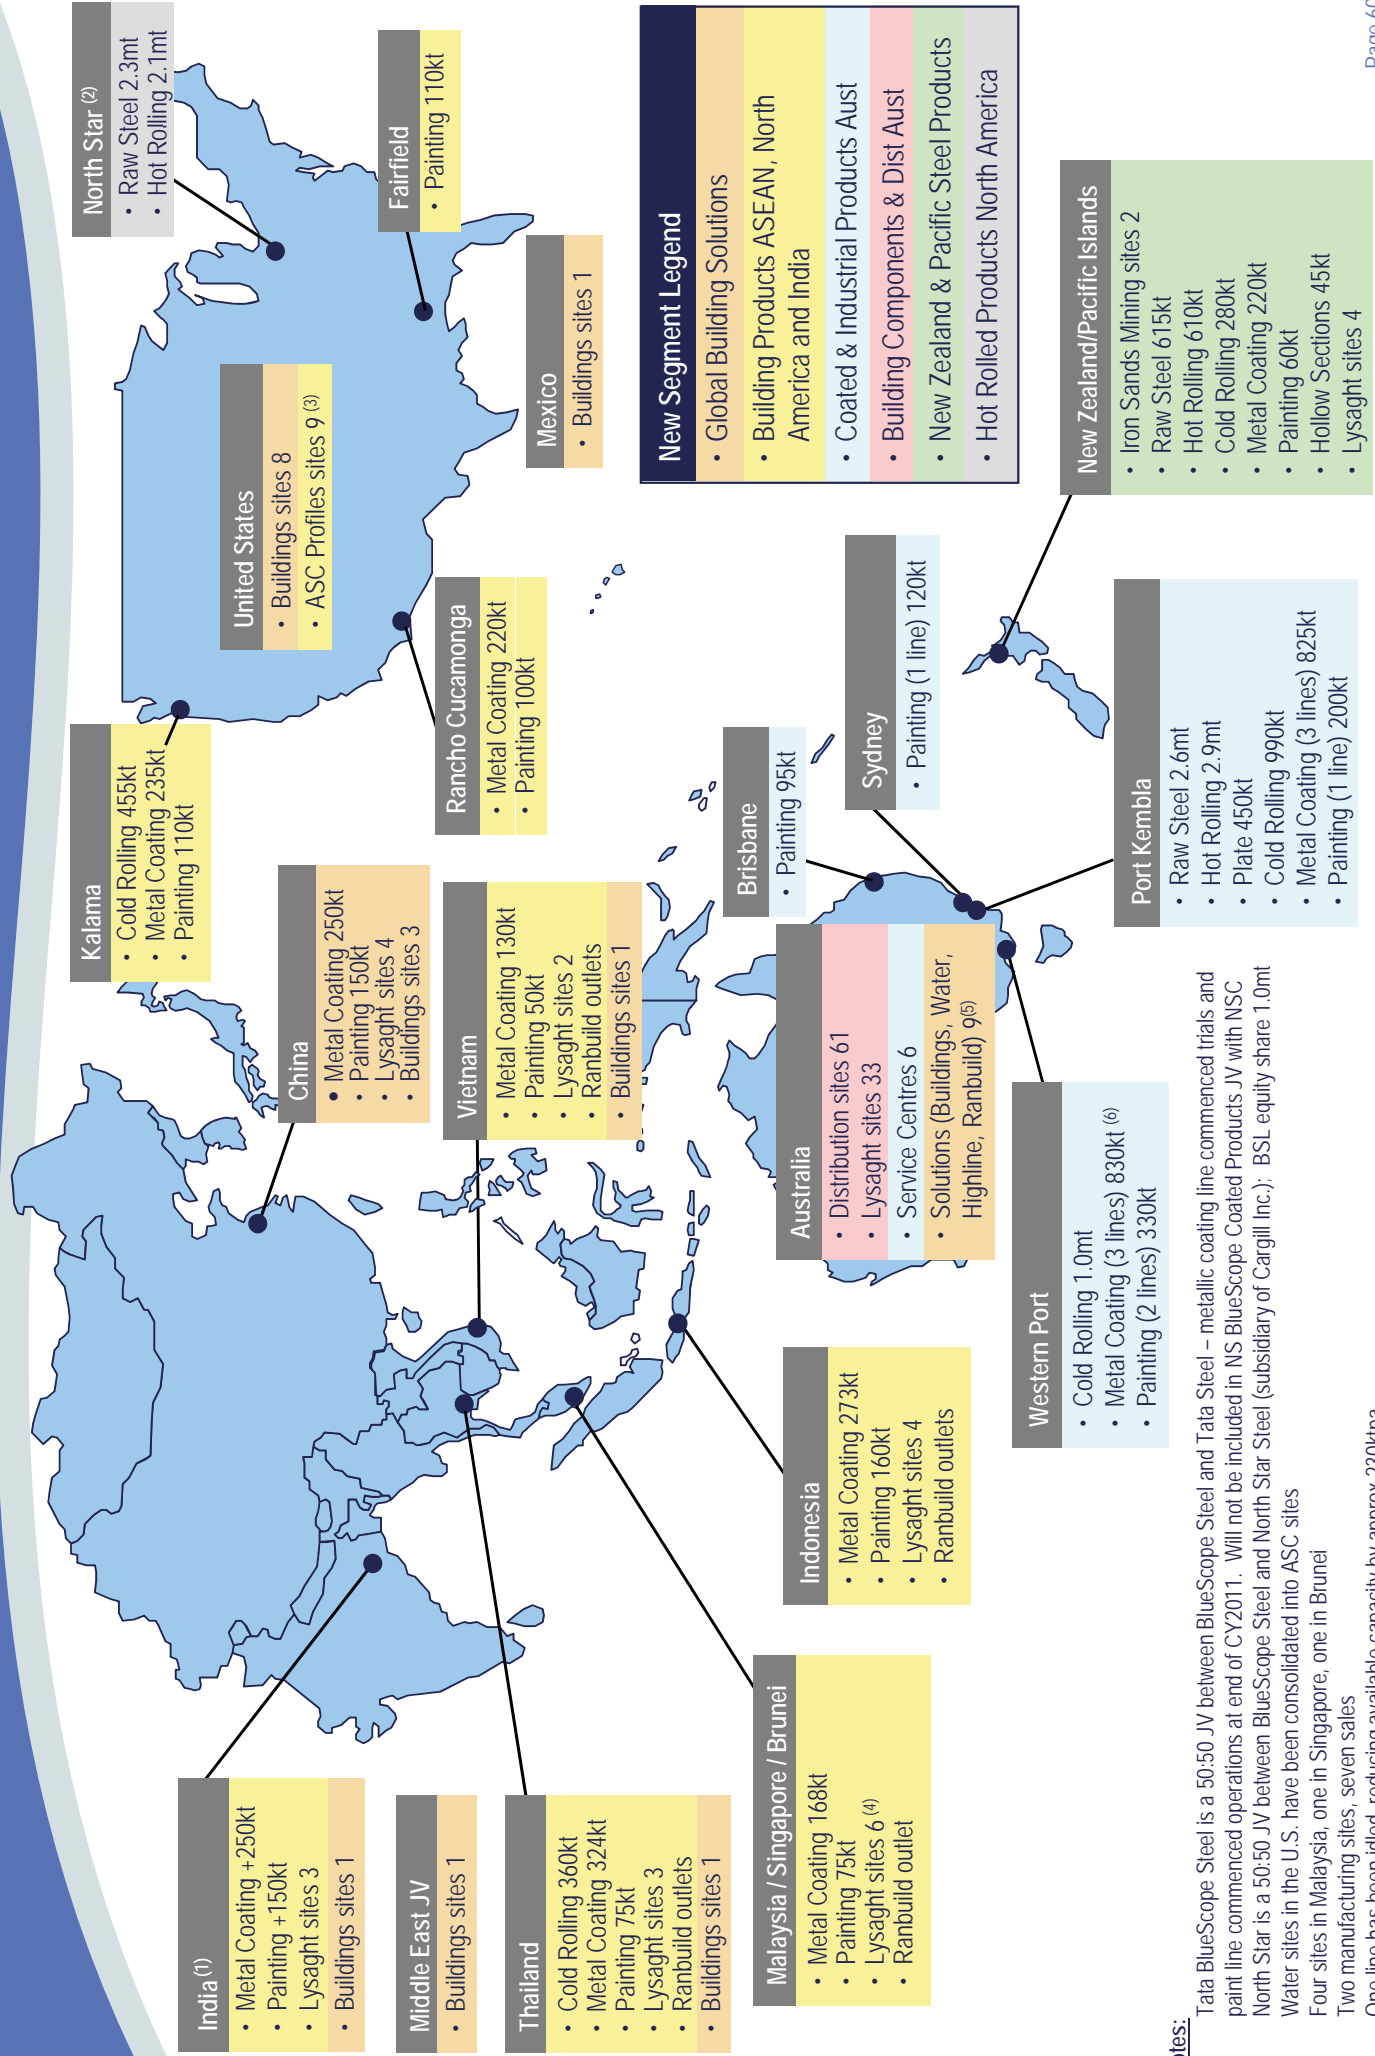 North Star (2)
• Raw Steel 2.3mt
• Hot Rolling 2.1mt
Fairfield
• Painting 110kt
Kalama
• Cold Rolling 455kt
• Metal Coating 235kt
• Painting 110kt
United States
• Buildings sites 8
• ASC Profiles sites 9 (3)
Rancho Cucamonga
• Metal Coating 220kt
• Painting 100kt
Mexico
• Buildings sites 1
China
• Metal Coating 250kt
• Painting 150kt
• Lysaght sites 4
• Buildings sites 3
Vietnam
• Metal Coating 130kt
• Painting 50kt
• Lysaght sites 2
• Ranbuild outlets
• Buildings sites 1
India (1)
• Metal Coating +250kt
• Painting +150kt
• Lysaght sites 3
• Buildings sites 1
Middle East JV
• Buildings sites 1
Thailand
• Cold Rolling 360kt
• Metal Coating 324kt
• Painting 75kt
• Lysaght sites 3
• Ranbuild outlets
• Buildings sites 1
Malaysia / Singapore / Brunei
• Metal Coating 168kt
• Painting 75kt
• Lysaght sites 6 (4)
• Ranbuild outlet
Indonesia
• Metal Coating 273kt
• Painting 160kt
• Lysaght sites 4
• Ranbuild outlets
Australia
• Distribution sites 61
• Lysaght sites 33
• Service Centres 6
• Solutions (Buildings, Water,
Highline, Ranbuild) 9(5)
Brisbane
• Painting 95kt
Sydney
• Painting (1 line) 120kt
New Segment Legend
• Global Building Solutions
• Building Products ASEAN, North
America and India
• Coated & Industrial Products Aust
• Building Components & Dist Aust
• New Zealand & Pacific Steel Products
• Hot Rolled Products North America
Western Port
• Cold Rolling 1.0mt
• Metal Coating (3 lines) 830kt (6)
• Painting (2 lines) 330kt
Port Kembla
• Raw Steel 2.6mt
• Hot Rolling 2.9mt
• Plate 450kt
• Cold Rolling 990kt
• Metal Coating (3 lines) 825kt
• Painting (1 line) 200kt
New Zealand/Pacific Islands
• Iron Sands Mining sites 2
• Raw Steel 615kt
• Hot Rolling 610kt
• Cold Rolling 280kt
• Metal Coating 220kt
• Painting 60kt
• Hollow Sections 45kt
• Lysaght sites 4
Tata BlueScope Steel is a 50:50 JV between BlueScope Steel and Tata Steel – metallic coating line commenced trials and
paint line commenced operations at end of CY2011. Will not be included in NS BlueScope Coated Products JV with NSC
North Star is a 50:50 JV between BlueScope Steel and North Star Steel (subsidiary of Cargill Inc.); BSL equity share 1.0mt
Water sites in the U.S. have been consolidated into ASC sites
Four sites in Malaysia, one in Singapore, one in Brunei
Two manufacturing sites, seven sales
One line has been idled, reducing available capacity by approx 230ktpa
Page 60